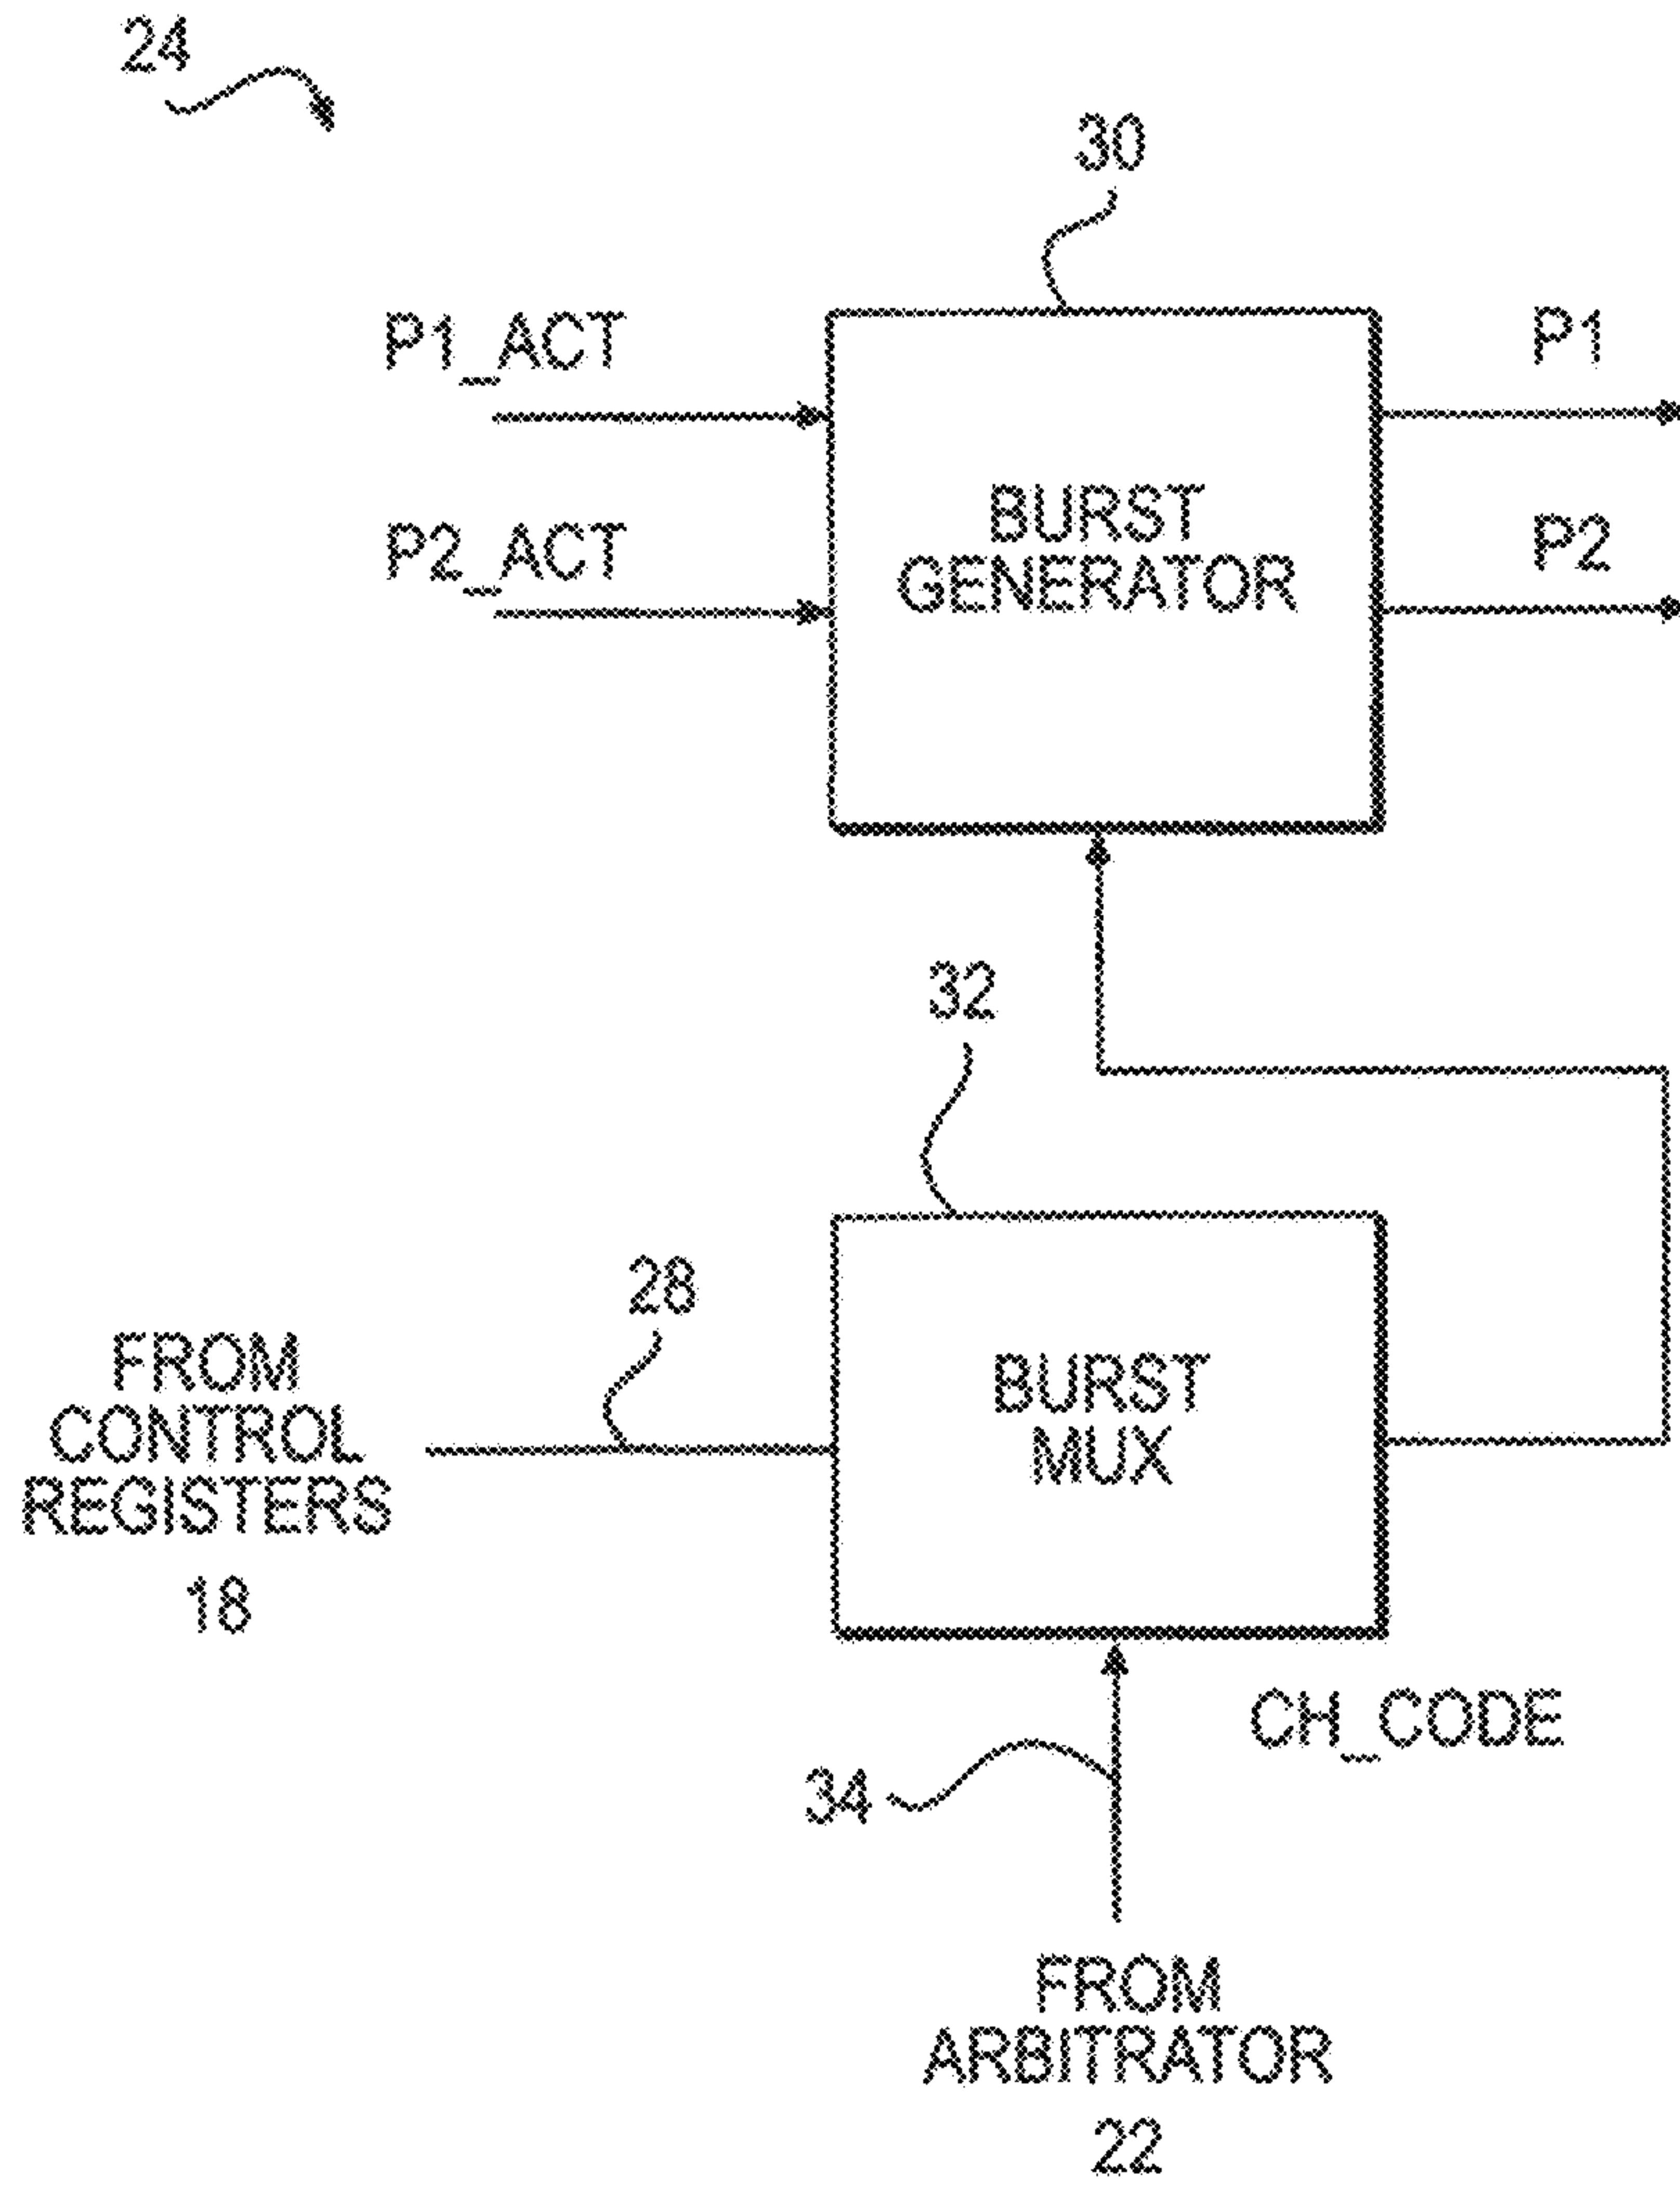 24
30
P1_ACT
P1
P2_ACT
P2
BURST
GENERATOR
32
28
FROM
CONTROL
REGISTERS
18
BURST
MUX
CH_CODE
34
FROM
ARBITRATOR
22